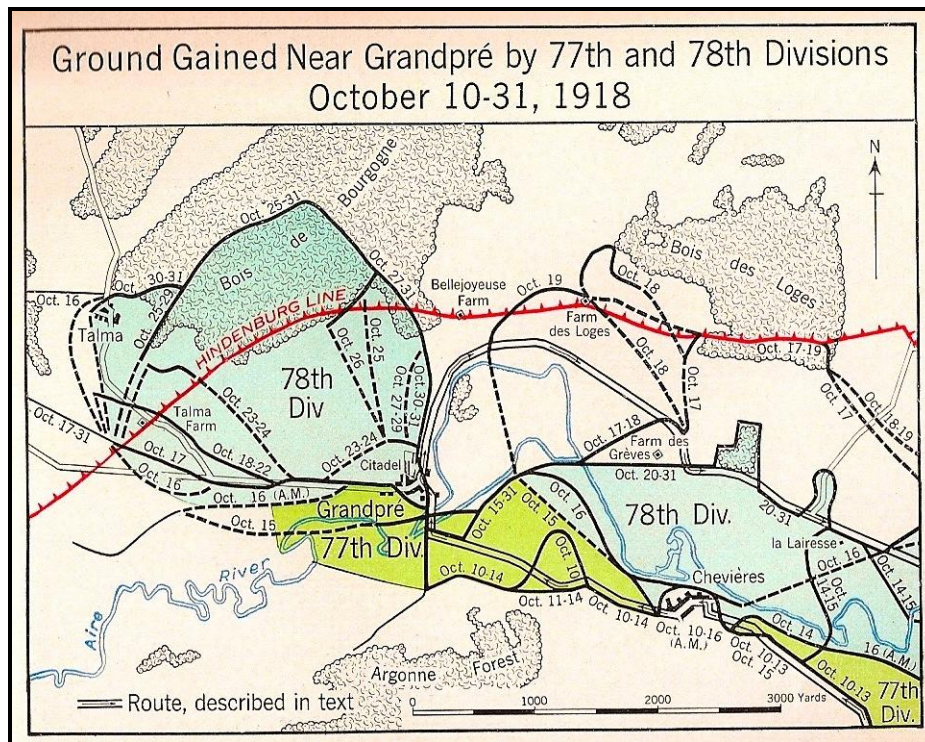 Ground Gained Near Grandpré by 77th and 78th Divisions
October 10-31, 1918
N
Bois de Bourgogne
Oct. 25-31
Bois des Loges
Oct. 18
Oct. 16
30-31
Oct. 27-31
Oct. 19
Bellejoyeuse
Farm
HINDENBURG LINE
Talma
Oct. 25-29
Farm
des Loges
Oct. 17-19
Oct. 26
Oct. 25
Oct. 18
Oct. 17
Oct. 17
Oct. 18-19
78th
Div
Oct. 27-29
Oct. 30-31
Talma
Farm
Oct. 23-24
Oct. 17-31
Oct. 17
Oct. 18-22
Oct. 23-24
Citadel
Oct. 17-18
Farm des
Grèves
Oct. 20-31
Oct. 16
Oct. 16 (A.M.)
Oct. 15
Grandpré
77th Div.
Oct. 15-31
Oct. 15
Oct. 16
78th Div.
20-31
la Lairesse
Oct. 16
Aire River
Oct. 10-14
Oct. 10
Oct. 11-14
Oct. 10-14
Chevières
Oct. 14-15
Oct. 14-15
Oct. 10-16
(A.M.)
Oct. 14
16 (A.M.)
Oct. 10-13
Oct. 15
Oct. 10-13
77th
Div.
Argonne Forest
Route, described in text
0 1000 2000 3000 Yards